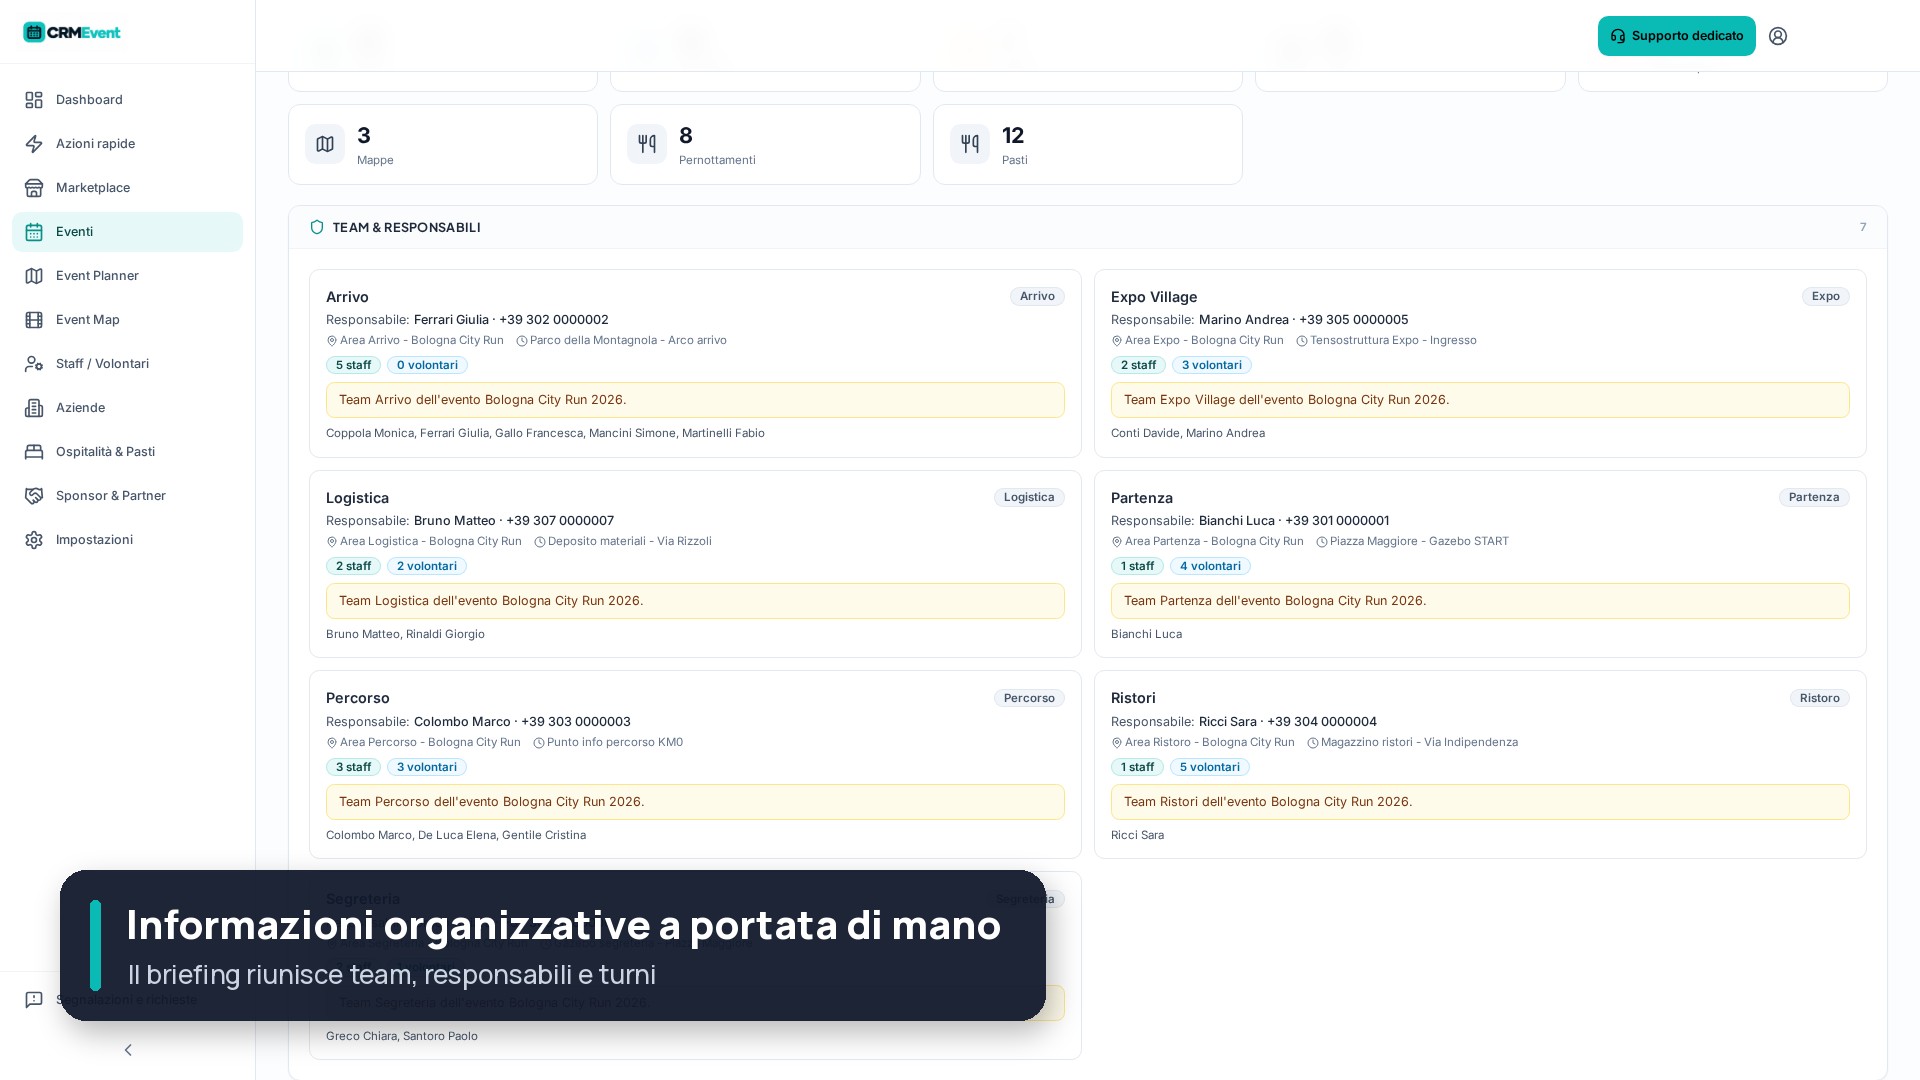 CRMEvent
Supporto dedicato
Dashboard
Azioni rapide
Marketplace
Eventi
Event Planner
Event Map
Staff / Volontari
Aziende
Ospitalità & Pasti
Sponsor & Partner
Impostazioni
Segnalazioni e richieste
3
Mappe
8
Pernottamenti
12
Pasti
TEAM & RESPONSABILI
7
Arrivo
Arrivo
Responsabile: Ferrari Giulia · +39 302 0000002
Area Arrivo - Bologna City Run Parco della Montagnola - Arco arrivo
5 staff 0 volontari
Team Arrivo dell'evento Bologna City Run 2026.
Coppola Monica, Ferrari Giulia, Gallo Francesca, Mancini Simone, Martinelli Fabio
Expo Village
Expo
Responsabile: Marino Andrea · +39 305 0000005
Area Expo - Bologna City Run Tensostruttura Expo - Ingresso
2 staff 3 volontari
Team Expo Village dell'evento Bologna City Run 2026.
Conti Davide, Marino Andrea
Logistica
Logistica
Responsabile: Bruno Matteo · +39 307 0000007
Area Logistica - Bologna City Run Deposito materiali - Via Rizzoli
2 staff 2 volontari
Team Logistica dell'evento Bologna City Run 2026.
Bruno Matteo, Rinaldi Giorgio
Partenza
Partenza
Responsabile: Bianchi Luca · +39 301 0000001
Area Partenza - Bologna City Run Piazza Maggiore - Gazebo START
1 staff 4 volontari
Team Partenza dell'evento Bologna City Run 2026.
Bianchi Luca
Percorso
Percorso
Responsabile: Colombo Marco · +39 303 0000003
Area Percorso - Bologna City Run Punto info percorso KM0
3 staff 3 volontari
Team Percorso dell'evento Bologna City Run 2026.
Colombo Marco, De Luca Elena, Gentile Cristina
Ristori
Ristoro
Responsabile: Ricci Sara · +39 304 0000004
Area Ristoro - Bologna City Run Magazzino ristori - Via Indipendenza
1 staff 5 volontari
Team Ristori dell'evento Bologna City Run 2026.
Ricci Sara
Segreteria
Segreteria
Team Segreteria dell'evento Bologna City Run 2026.
Greco Chiara, Santoro Paolo
Informazioni organizzative a portata di mano
Il briefing riunisce team, responsabili e turni